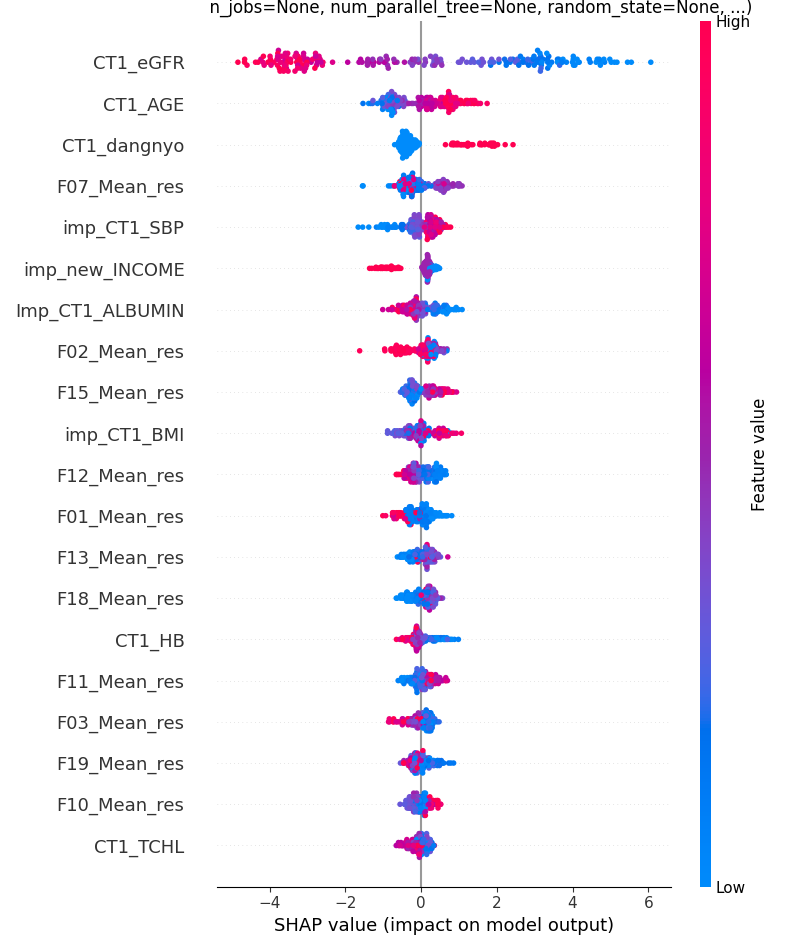 n_jobs=None, num_parallel_tree=None, random_state=None, ...)
High
CT1_eGFR
CT1_AGE
CT1_dangnyo
F07_Mean_res
imp_CT1_SBP
imp_new_INCOME
Imp_CT1_ALBUMIN
F02_Mean_res
F15_Mean_res
imp_CT1_BMI
F12_Mean_res
F01_Mean_res
F13_Mean_res
F18_Mean_res
CT1_HB
F11_Mean_res
F03_Mean_res
F19_Mean_res
F10_Mean_res
CT1_TCHL
Feature value
Low
−4 −2 0 2 4 6
SHAP value (impact on model output)